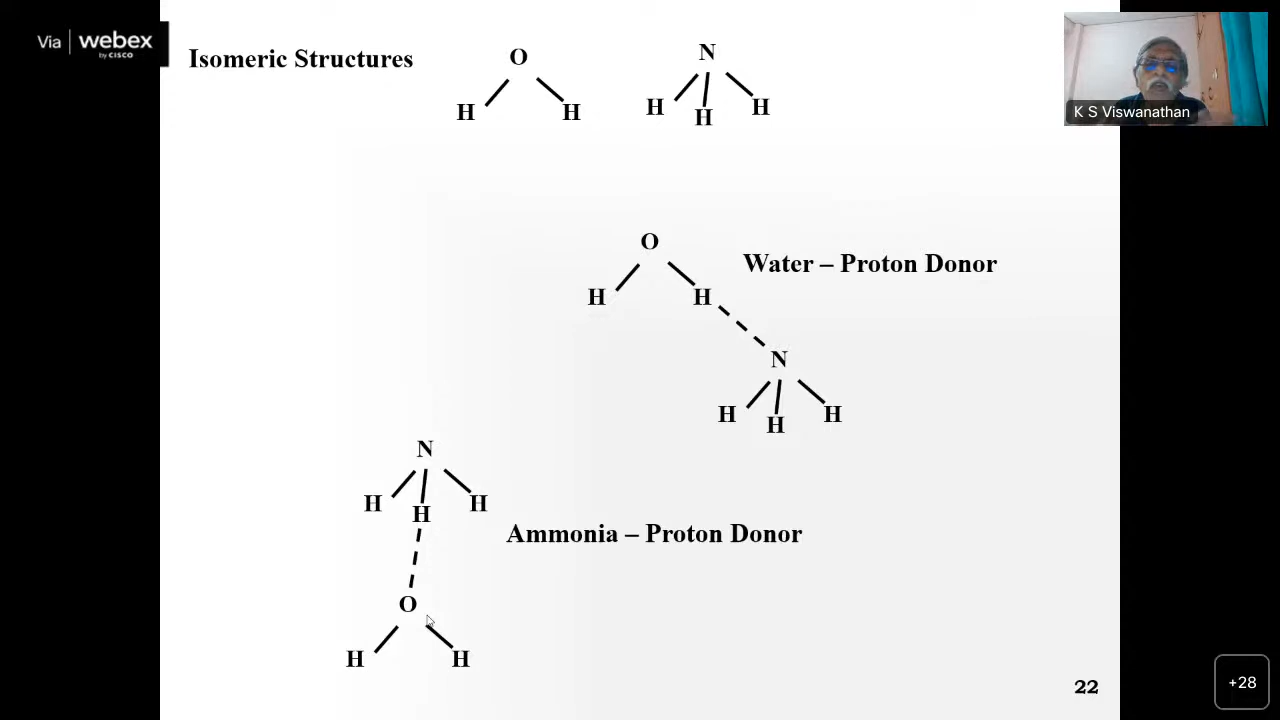 Via webex
by CISCO
Isomeric Structures
O
H H
N
H H H
K S Viswanathan
O
H H
Water – Proton Donor
N
H H H
N
H H H
Ammonia – Proton Donor
O
H H
22
+28